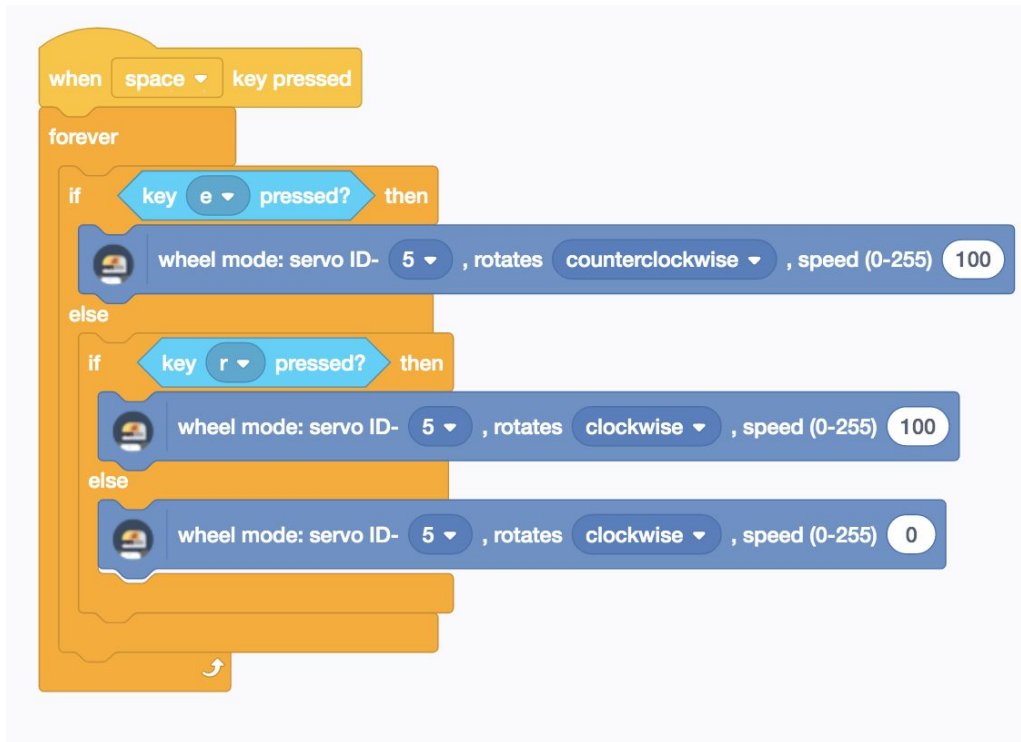 when space key pressed
forever
if key e pressed? then
wheel mode: servo ID- 5 , rotates counterclockwise , speed (0-255) 100
else
if key r pressed? then
wheel mode: servo ID- 5 , rotates clockwise , speed (0-255) 100
else
wheel mode: servo ID- 5 , rotates clockwise , speed (0-255) 0